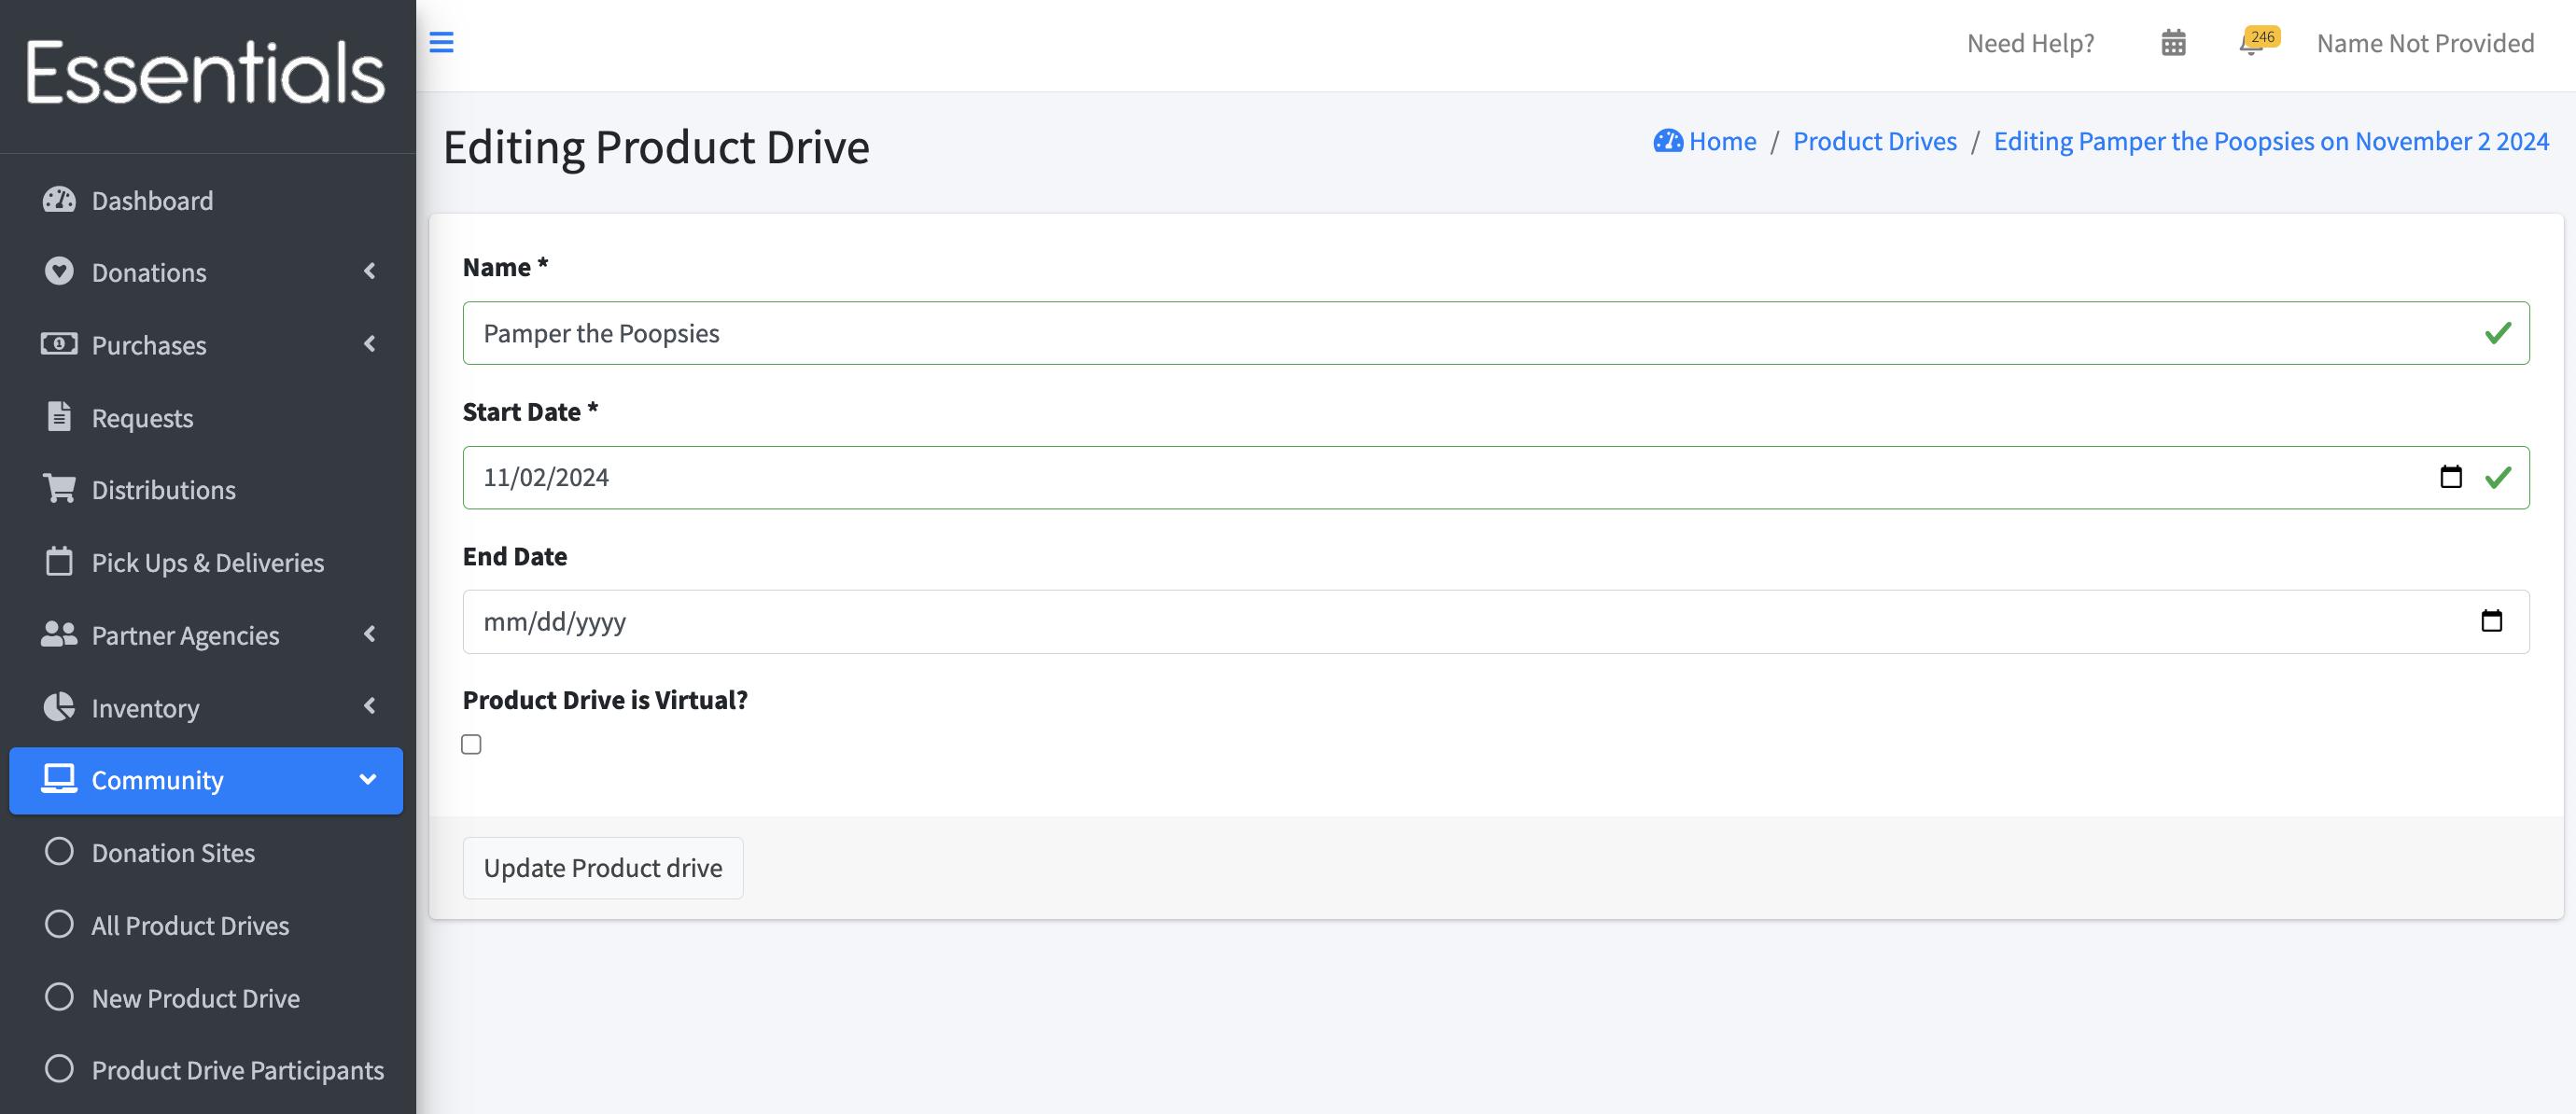 Essentials
Dashboard
Donations
Purchases
Requests
Distributions
Pick Ups & Deliveries
Partner Agencies
Inventory
Community
Donation Sites
All Product Drives
New Product Drive
Product Drive Participants
Need Help?
246
Name Not Provided
Editing Product Drive
Home / Product Drives / Editing Pamper the Poopsies on November 2 2024
Name *
Pamper the Poopsies
Start Date *
11/02/2024
End Date
mm/dd/yyyy
Product Drive is Virtual?
Update Product drive